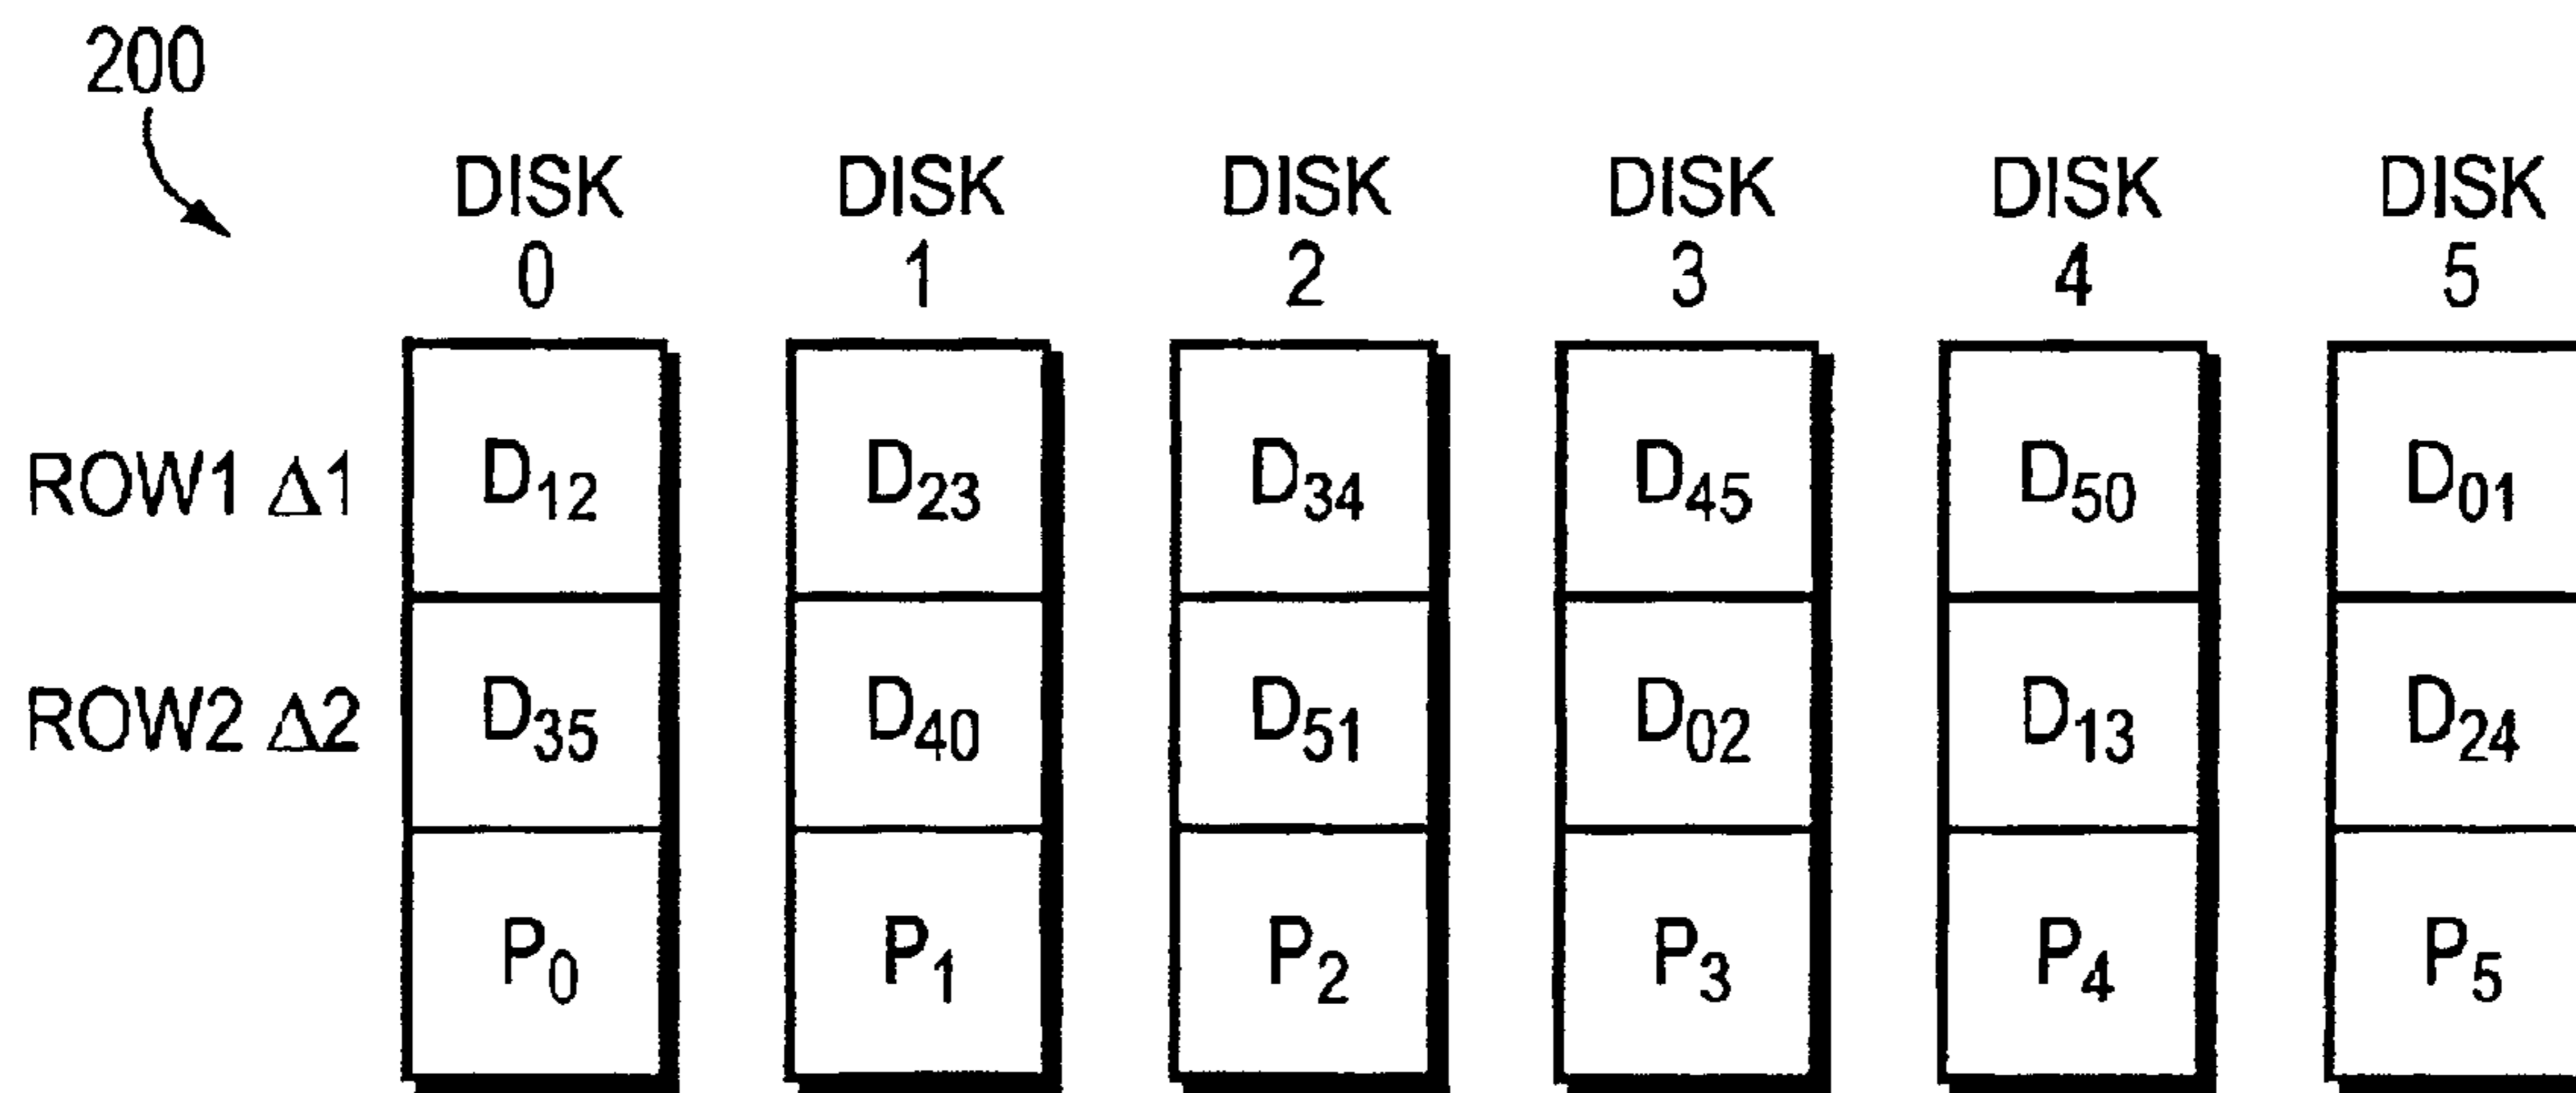 200
DISK 0 DISK 1 DISK 2 DISK 3 DISK 4 DISK 5
ROW1 Δ1 D₁₂ D₂₃ D₃₄ D₄₅ D₅₀ D₀₁
ROW2 Δ2 D₃₅ D₄₀ D₅₁ D₀₂ D₁₃ D₂₄
P₀ P₁ P₂ P₃ P₄ P₅